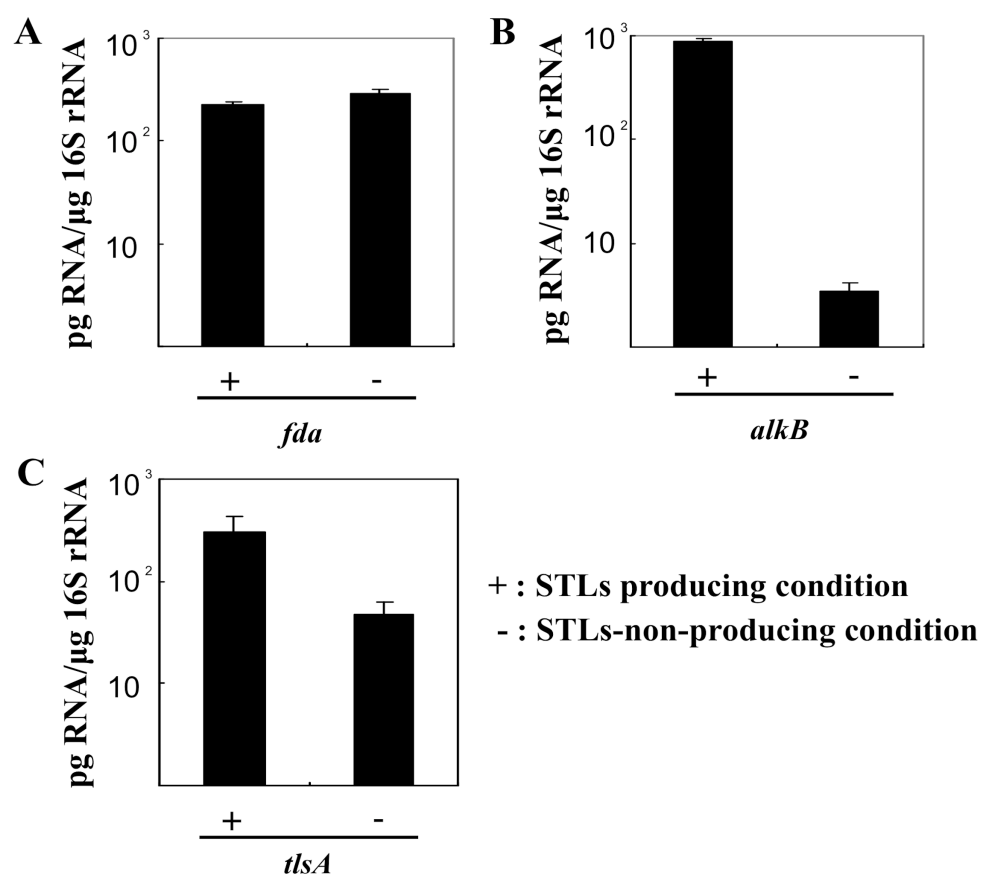 A
pg RNA/μg 16S rRNA
10³
10²
10
+ -
fda
B
pg RNA/μg 16S rRNA
10³
10²
10
+ -
alkB
C
pg RNA/μg 16S rRNA
10³
10²
10
+ -
tlsA
+ : STLs producing condition
- : STLs-non-producing condition